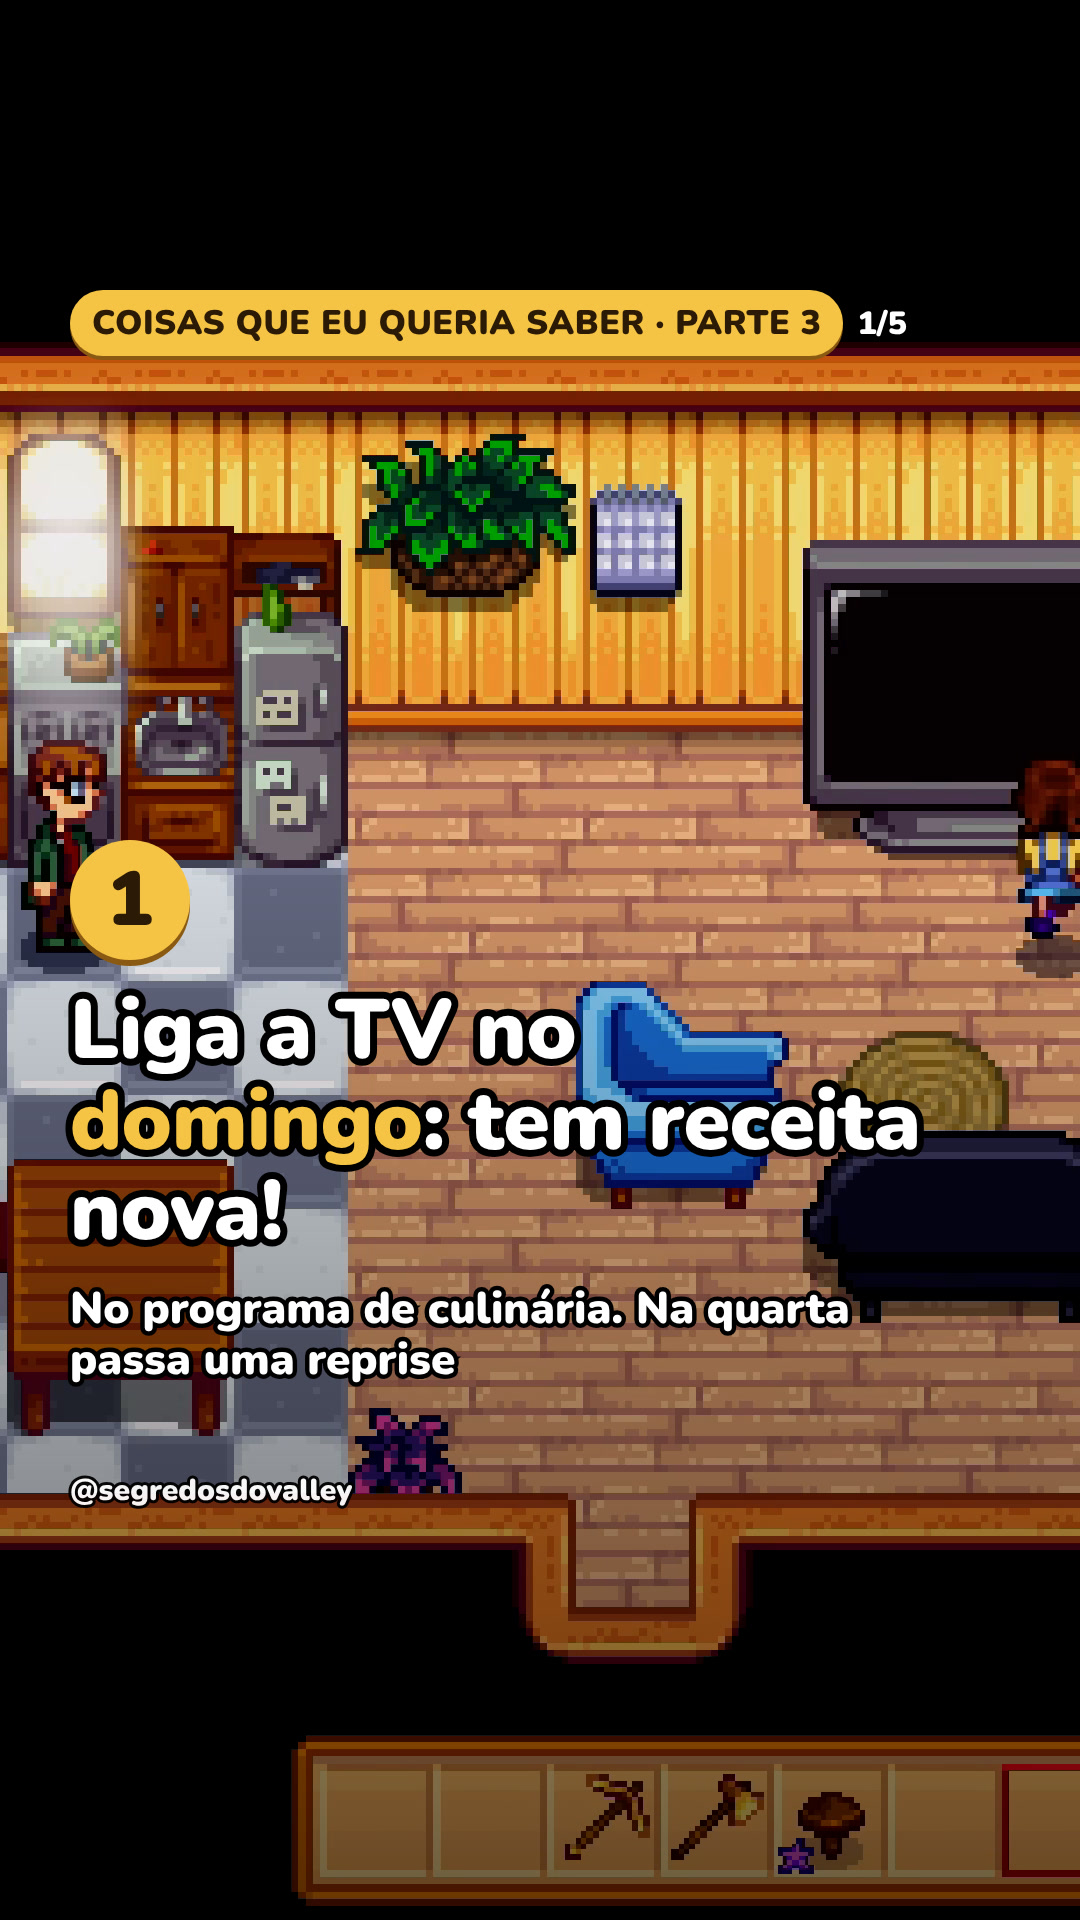 COISAS QUE EU QUERIA SABER · PARTE 3 1/5
1
Liga a TV no
domingo: tem receita
nova!
No programa de culinária. Na quarta
passa uma reprise
@segredosdovalley